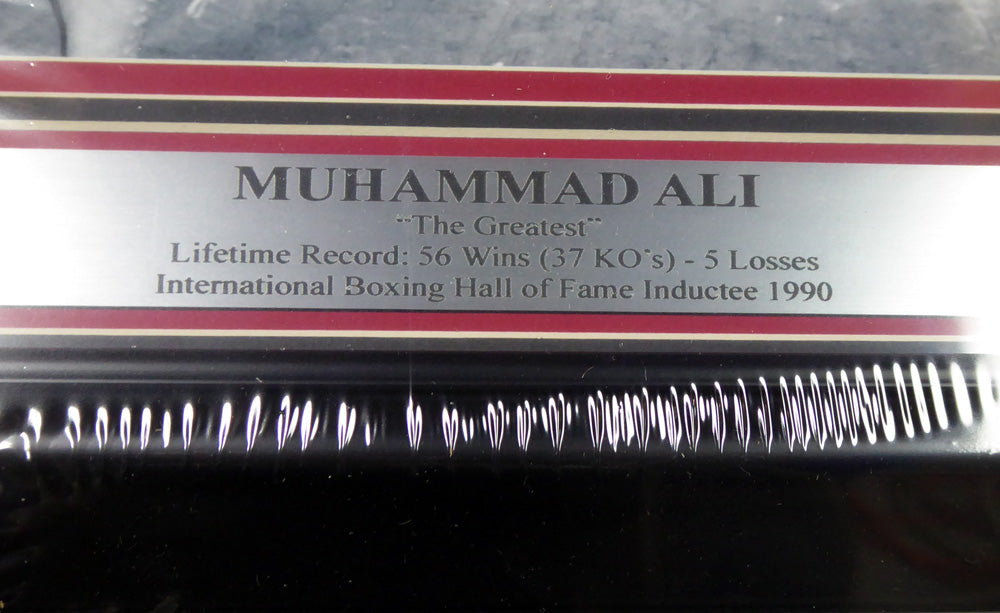 MUHAMMAD ALI
"The Greatest"
Lifetime Record: 56 Wins (37 KO's) - 5 Losses
International Boxing Hall of Fame Inductee 1990